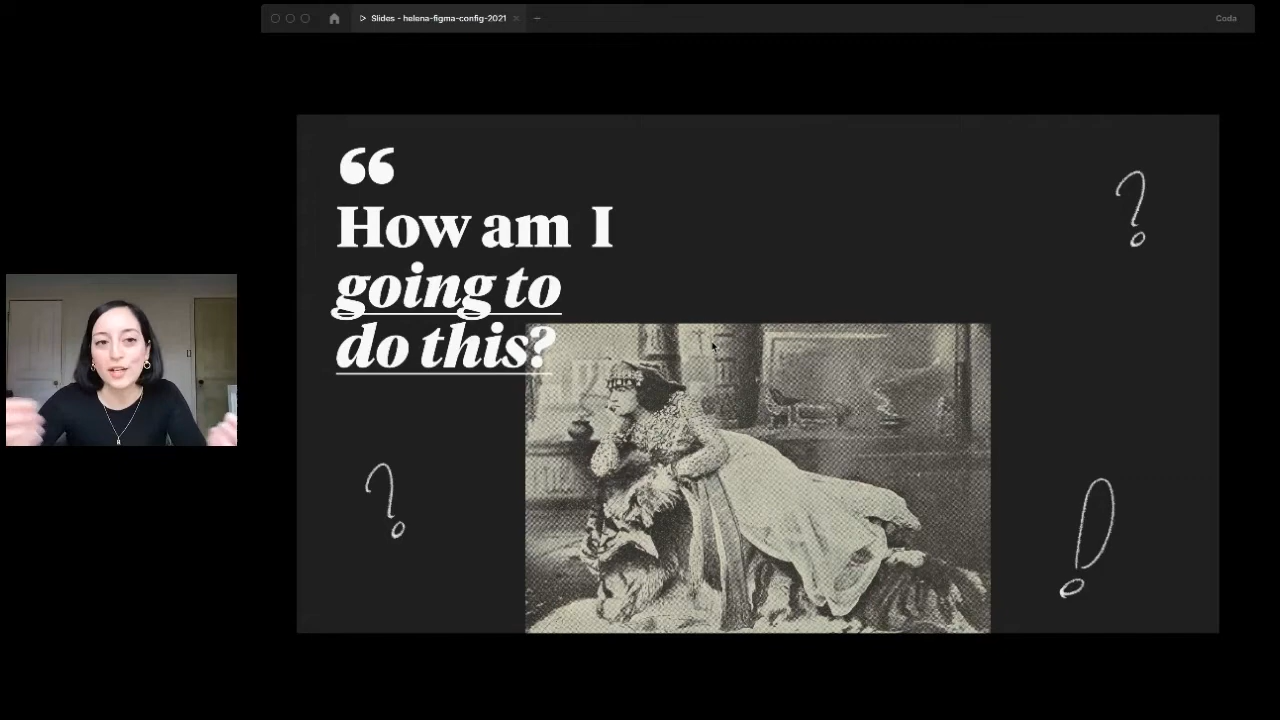 Slides - helena-figma-config-2021
Coda
“
How am I
going to
do this?
?
?
!